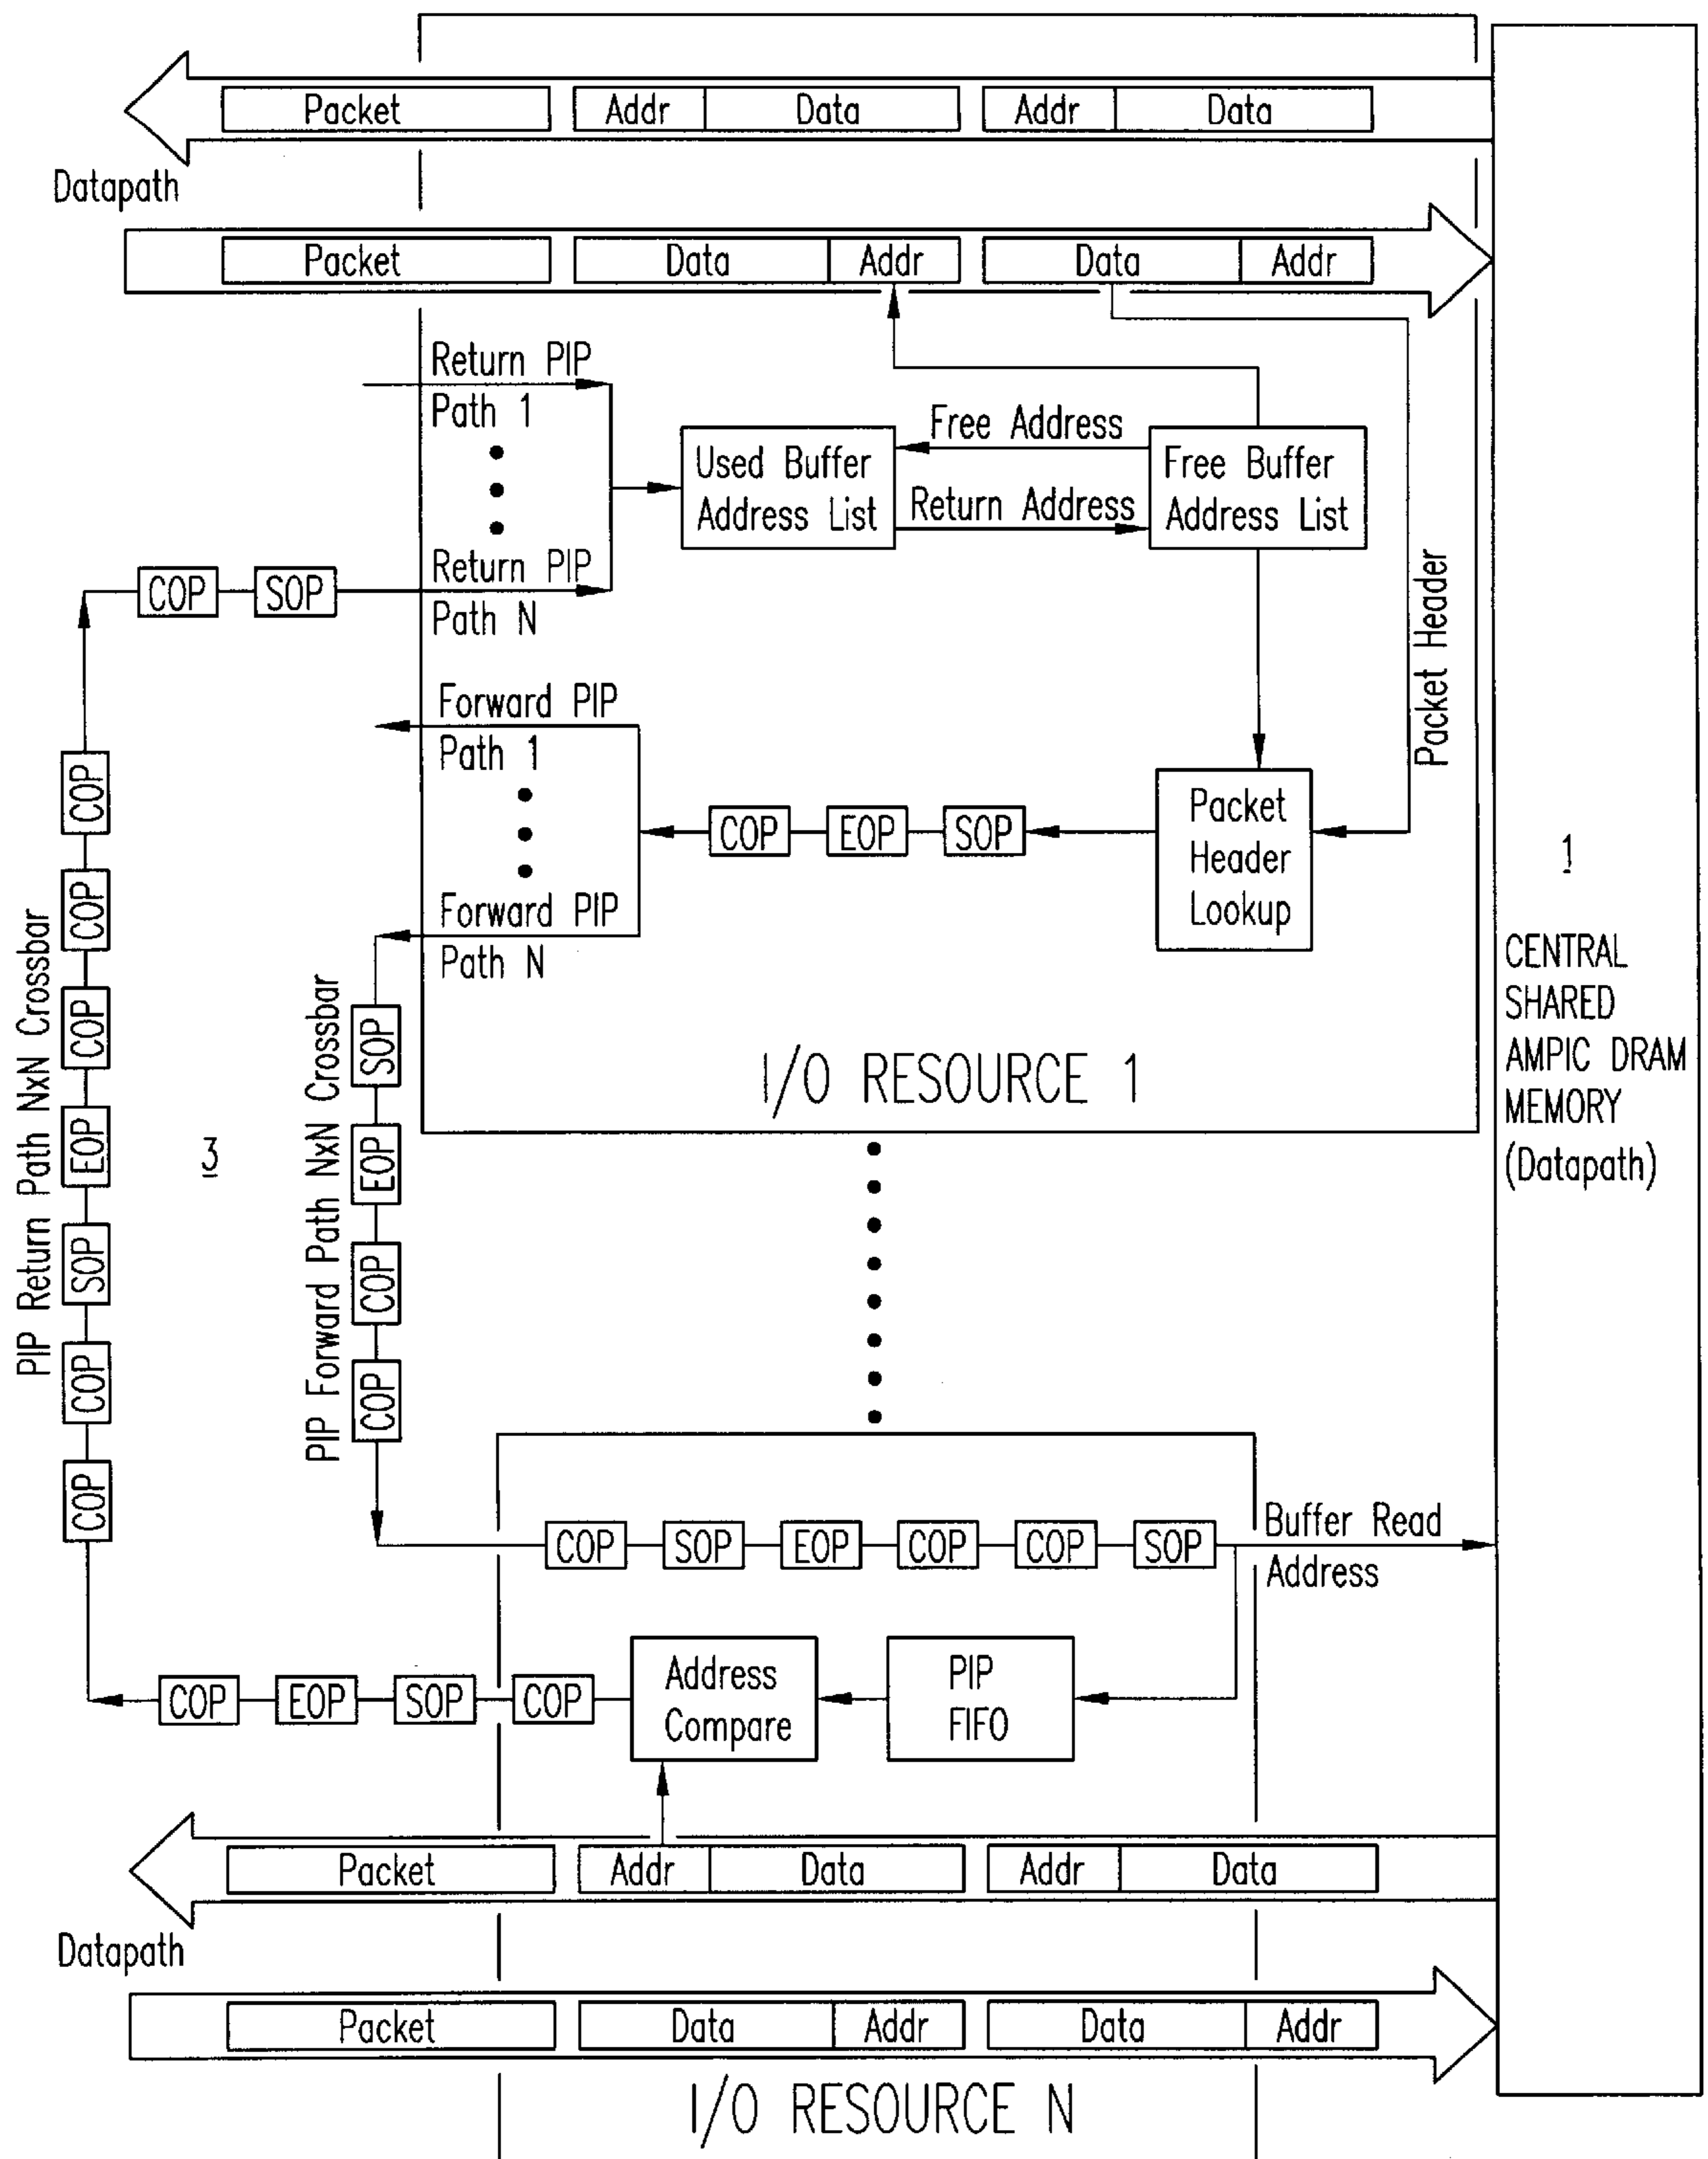 Packet
Addr
Data
Addr
Data
Datapath
Packet
Data
Addr
Data
Addr
Return PIP
Path 1
Free Address
Used Buffer
Address List
Free Buffer
Address List
Return Address
Return PIP
Path N
COP
SOP
Packet Header
Forward PIP
Path 1
COP
EOP
SOP
Packet
Header
Lookup
Forward PIP
Path N
1
CENTRAL
SHARED
AMPIC DRAM
MEMORY
(Datapath)
I/O RESOURCE 1
PIP Return Path NxN Crossbar
COP
COP
COP
EOP
SOP
COP
COP
3
PIP Forward Path NxN Crossbar
SOP
EOP
COP
COP
COP
SOP
EOP
COP
COP
SOP
Buffer Read
Address
COP
EOP
SOP
COP
Address
Compare
PIP
FIFO
Packet
Addr
Data
Addr
Data
Datapath
Packet
Data
Addr
Data
Addr
I/O RESOURCE N